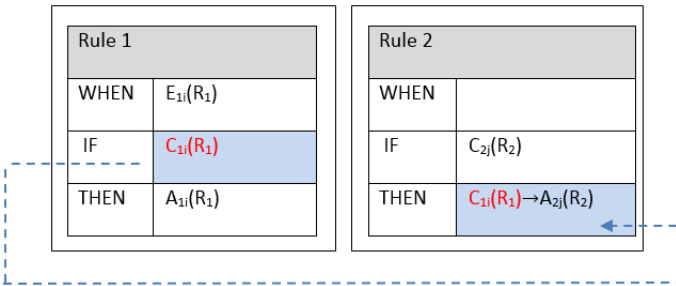 Rule 1
WHEN E₁ᵢ(R₁)
IF C₁ᵢ(R₁)
THEN A₁ᵢ(R₁)
Rule 2
WHEN
IF C₂ⱼ(R₂)
THEN C₁ᵢ(R₁)→A₂ⱼ(R₂)